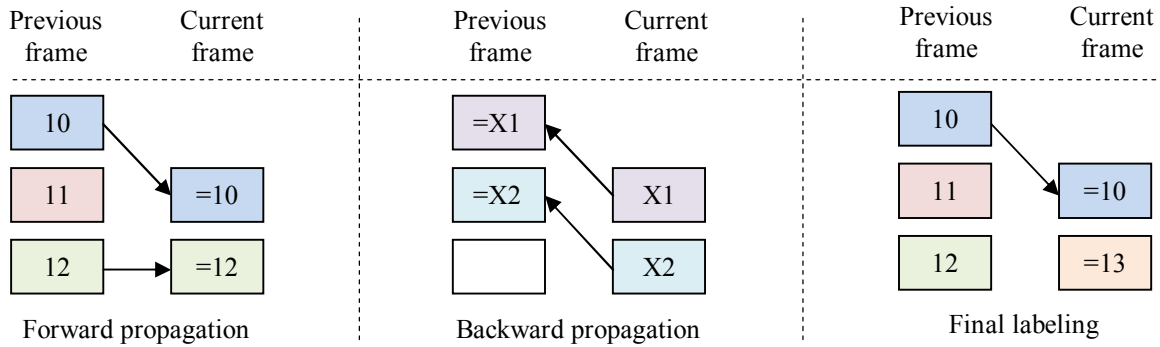 Previous frame
Current frame
10
11
=10
12
=12
Forward propagation
Previous frame
Current frame
=X1
=X2
X1
X2
Backward propagation
Previous frame
Current frame
10
11
=10
12
=13
Final labeling